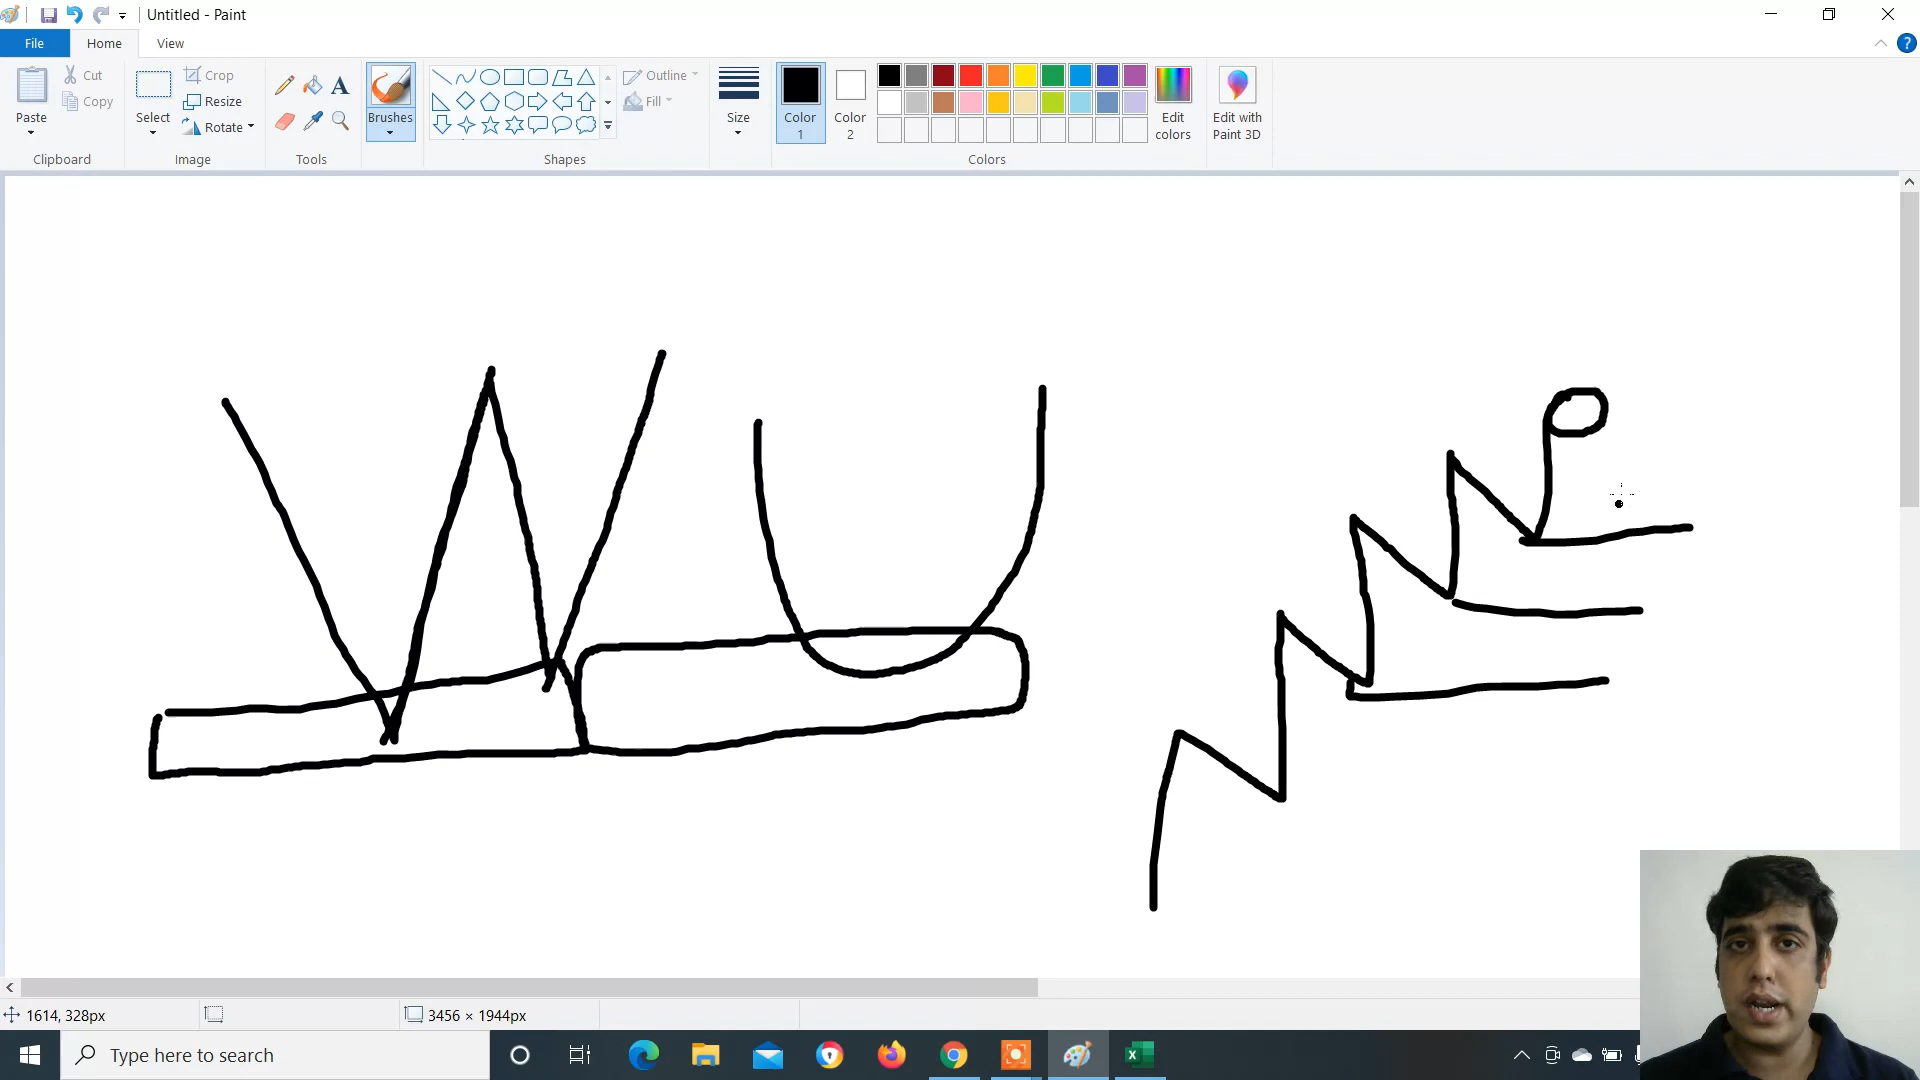 Untitled - Paint
File Home View
Paste
Cut
Copy
Clipboard
Select
Crop
Resize
Rotate
Image
A
Tools
Brushes
Shapes
Outline
Fill
Size
Color 1
Color 2
Edit colors
Colors
Edit with Paint 3D
?
W U
1614, 328px
3456 × 1944px
Type here to search
X